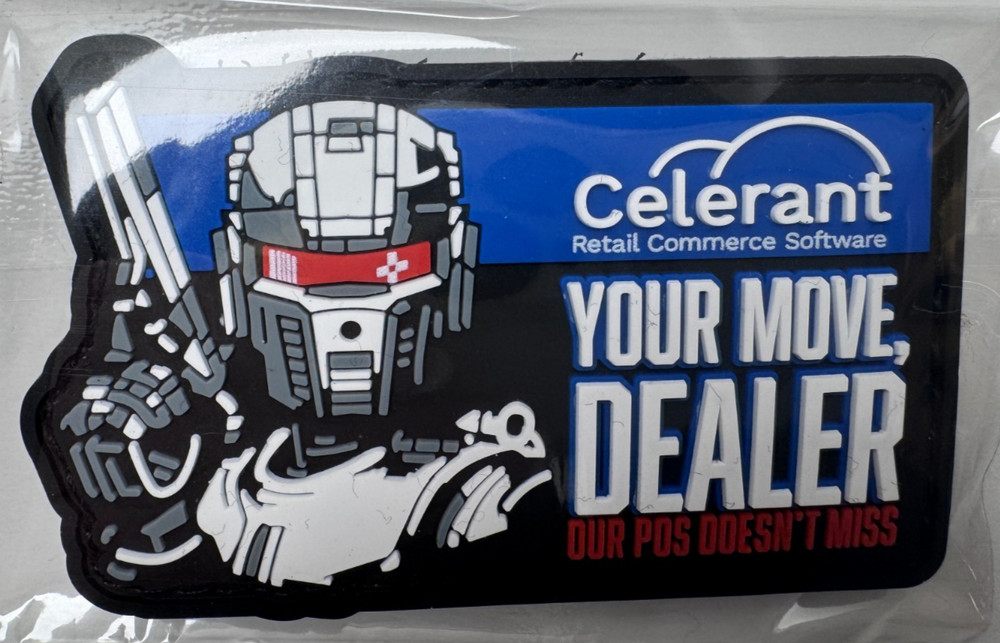 Celerant
Retail Commerce Software
YOUR MOVE,
DEALER
OUR POS DOESN'T MISS